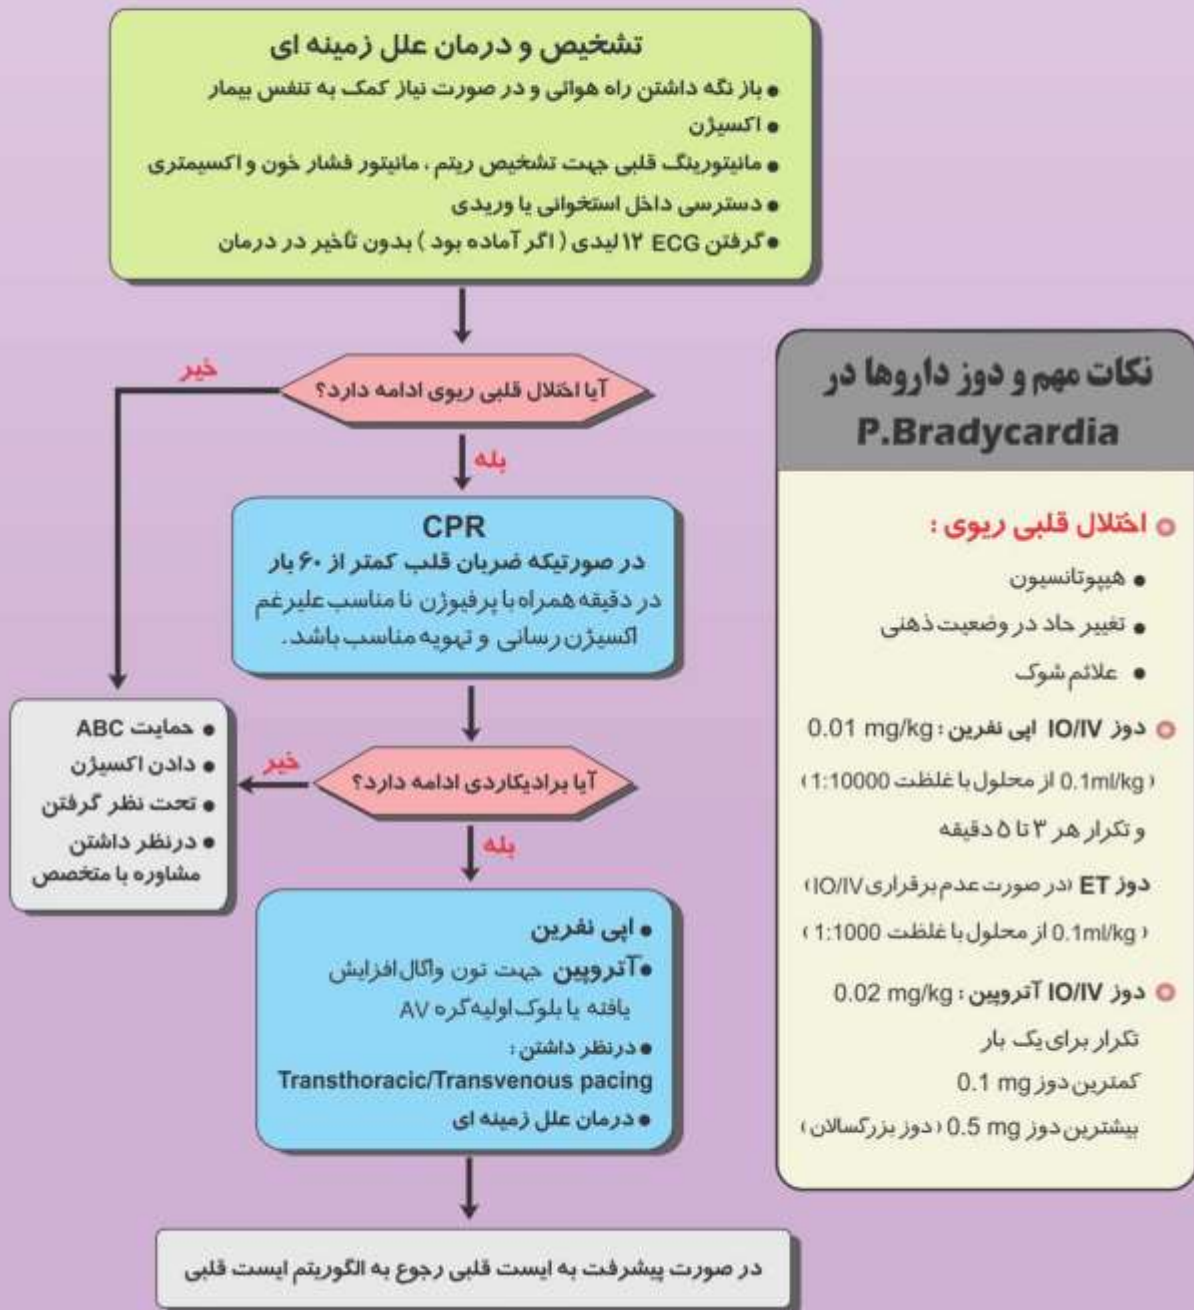 تشخیص و درمان علل زمینه ای
● باز نگه داشتن راه هوائی و در صورت نیاز کمک به تنفس بیمار
● اکسیژن
● مانیتورینگ قلبی جهت تشخیص ریتم ، مانیتور فشار خون و اکسیمتری
● دسترسی داخل استخوانی یا وریدی
● گرفتن ECG ۱۲ لیدی ( اگر آماده بود ) بدون تأخیر در درمان
آیا اختلال قلبی ریوی ادامه دارد؟
خیر
بله
CPR
در صورتیکه ضربان قلب کمتر از ۶۰ بار
در دقیقه همراه با پرفیوژن نا مناسب علیرغم
اکسیژن رسانی و تهویه مناسب باشد.
آیا برادیکاردی ادامه دارد؟
خیر
بله
● حمایت ABC
● دادن اکسیژن
● تحت نظر گرفتن
● درنظر داشتن
مشاوره با متخصص
● اپی نفرین
● آتروپین جهت تون واگال افزایش
یافته یا بلوک اولیه گره AV
● درنظر داشتن :
Transthoracic/Transvenous pacing
● درمان علل زمینه ای
در صورت پیشرفت به ایست قلبی رجوع به الگوریتم ایست قلبی
نکات مهم و دوز داروها در
P.Bradycardia
اختلال قلبی ریوی :
● هیپوتانسیون
● تغییر حاد در وضعیت ذهنی
● علائم شوک
دوز IO/IV اپی نفرین : 0.01 mg/kg
( 0.1ml/kg از محلول با غلظت 1:10000 )
و تکرار هر ۳ تا ۵ دقیقه
دوز ET (در صورت عدم برقراری IO/IV)
( 0.1ml/kg از محلول با غلظت 1:1000 )
دوز IO/IV آتروپین : 0.02 mg/kg
تکرار برای یک بار
کمترین دوز 0.1 mg
بیشترین دوز 0.5 mg ( دوز بزرگسالان )